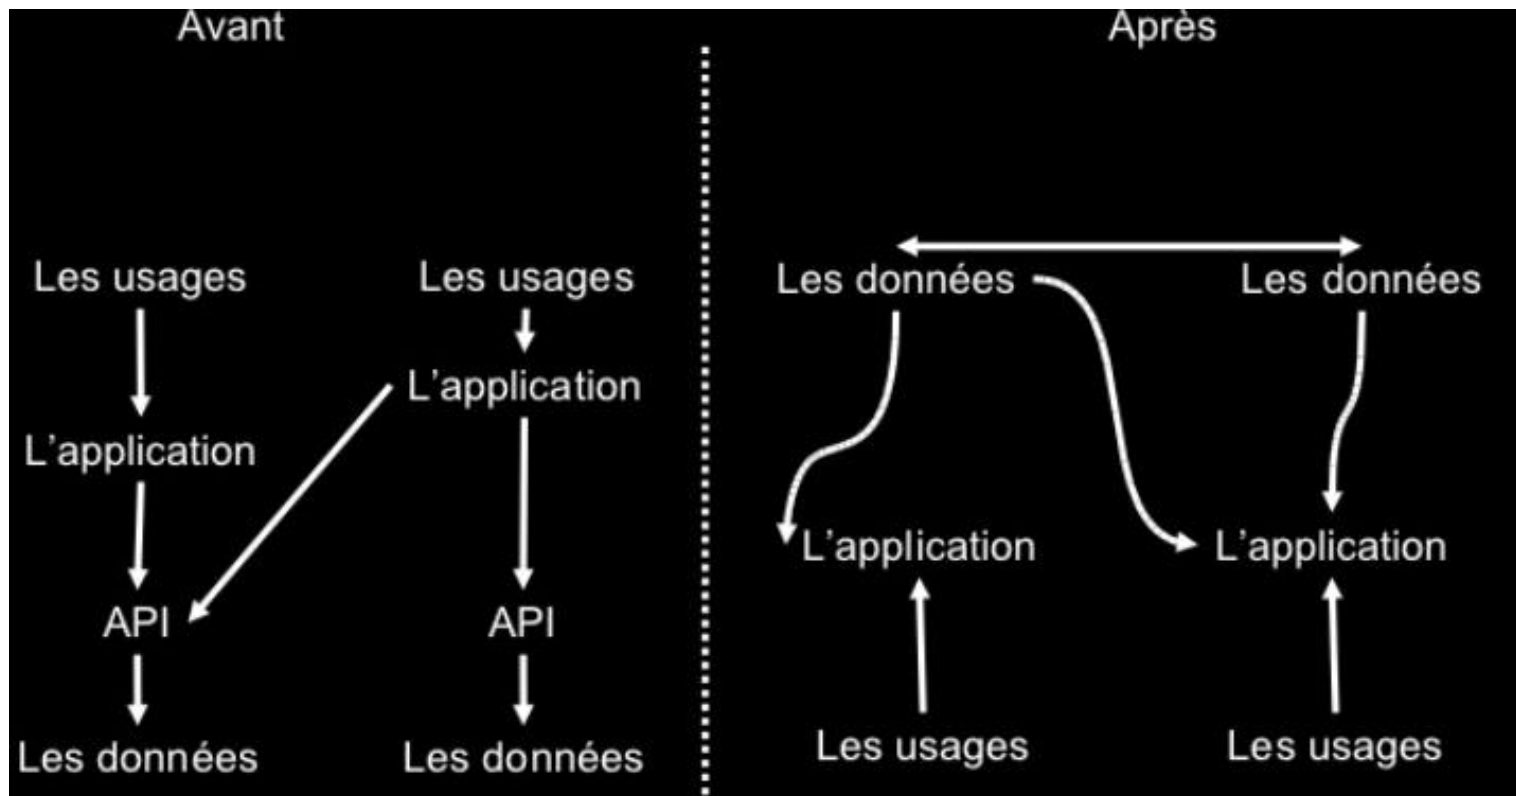 Avant
Après
Les usages
Les usages
L'application
L'application
API
API
Les données
Les données
Les données
Les données
L'application
L'application
Les usages
Les usages